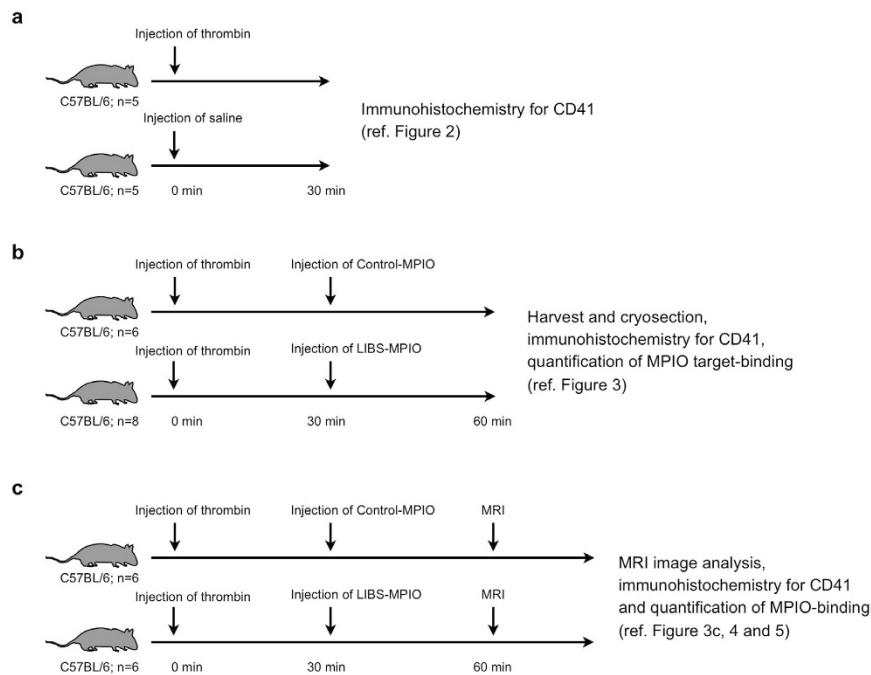 a
Injection of thrombin
C57BL/6; n=5
Injection of saline
C57BL/6; n=5
0 min
30 min
Immunohistochemistry for CD41
(ref. Figure 2)
b
Injection of thrombin
Injection of Control-MPIO
C57BL/6; n=6
Injection of thrombin
Injection of LIBS-MPIO
C57BL/6; n=8
0 min
30 min
60 min
Harvest and cryosection,
immunohistochemistry for CD41,
quantification of MPIO target-binding
(ref. Figure 3)
c
Injection of thrombin
Injection of Control-MPIO
MRI
C57BL/6; n=6
Injection of thrombin
Injection of LIBS-MPIO
MRI
C57BL/6; n=6
0 min
30 min
60 min
MRI image analysis,
immunohistochemistry for CD41
and quantification of MPIO-binding
(ref. Figure 3c, 4 and 5)